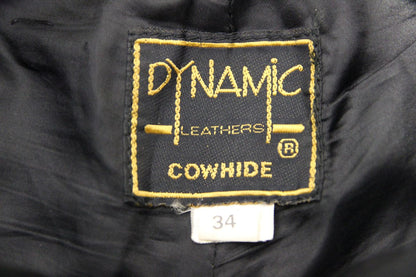 DYNAMIC
LEATHERS
®
COWHIDE
34